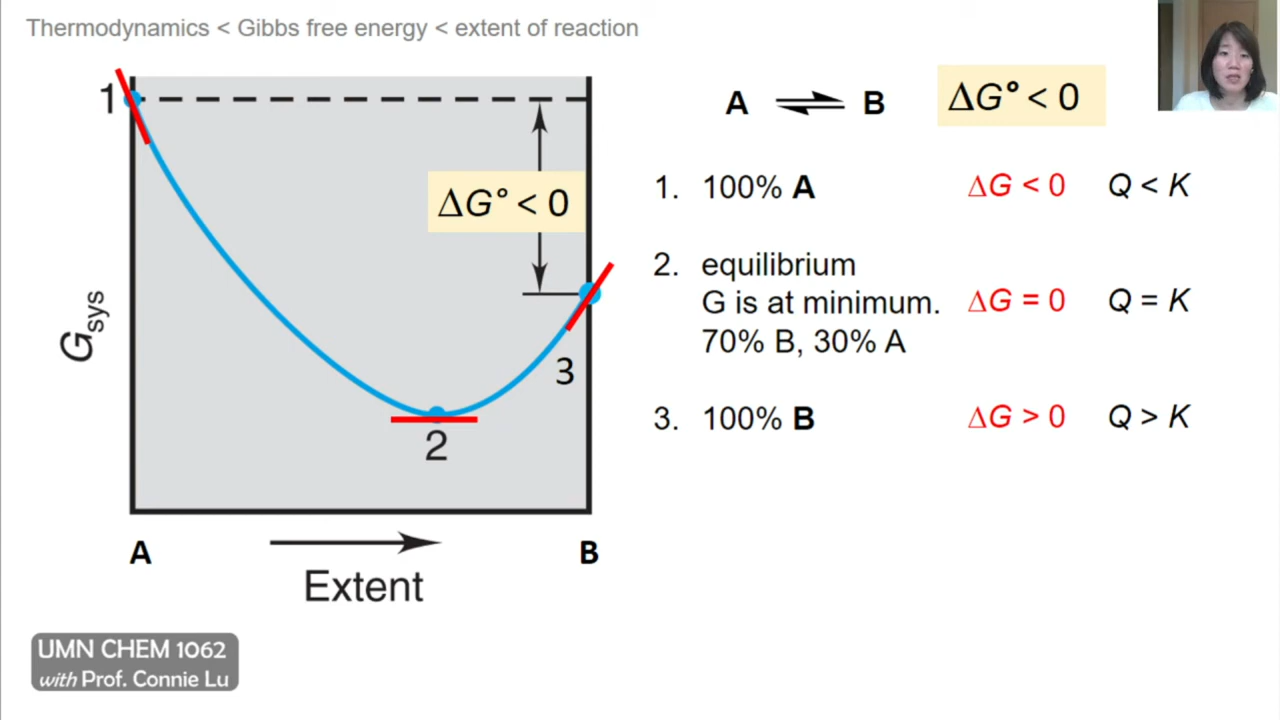 Thermodynamics < Gibbs free energy < extent of reaction
1
ΔG° < 0
G sys
3
2
A
B
Extent
A ⇌ B ΔG° < 0
1. 100% A ΔG < 0 Q < K
2. equilibrium
G is at minimum. ΔG = 0 Q = K
70% B, 30% A
3. 100% B ΔG > 0 Q > K
UMN CHEM 1062
with Prof. Connie Lu